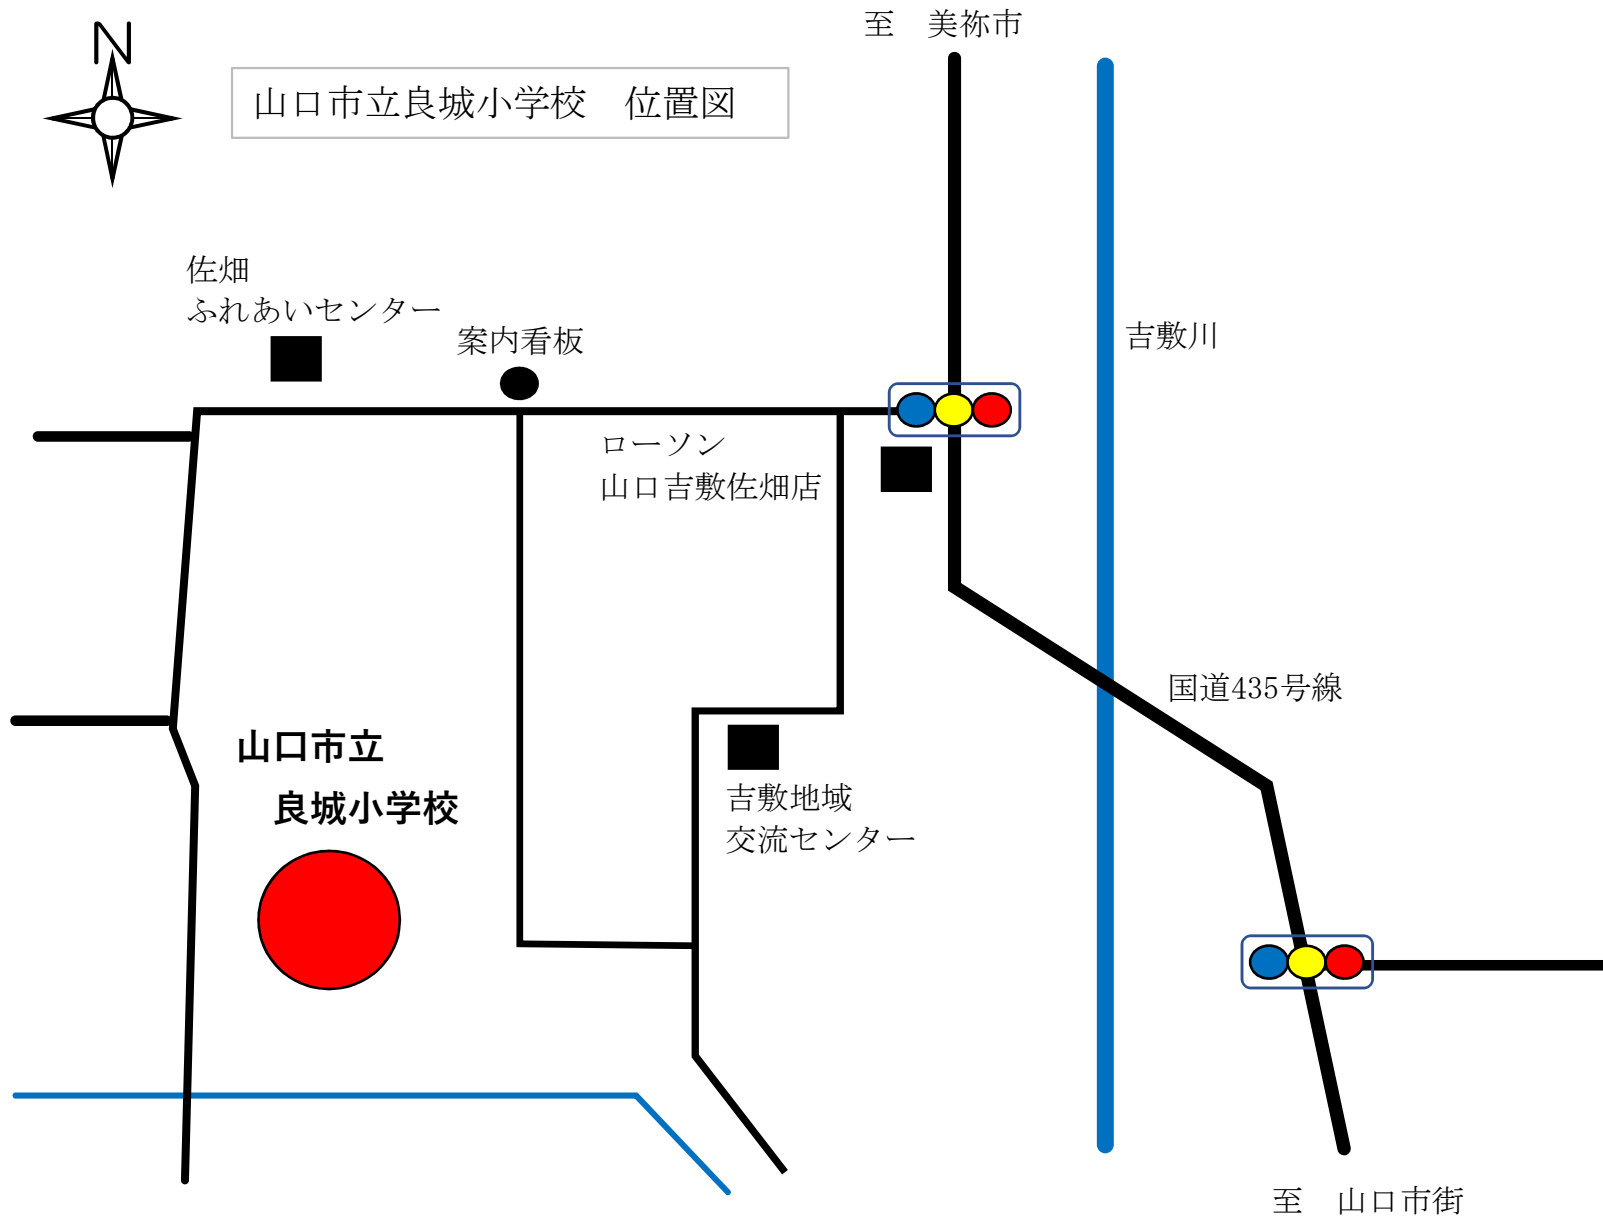 至　美祢市
N
山口市立良城小学校　位置図
佐畑
ふれあいセンター
案内看板
吉敷川
ローソン
山口吉敷佐畑店
国道435号線
山口市立
良城小学校
吉敷地域
交流センター
至　山口市街